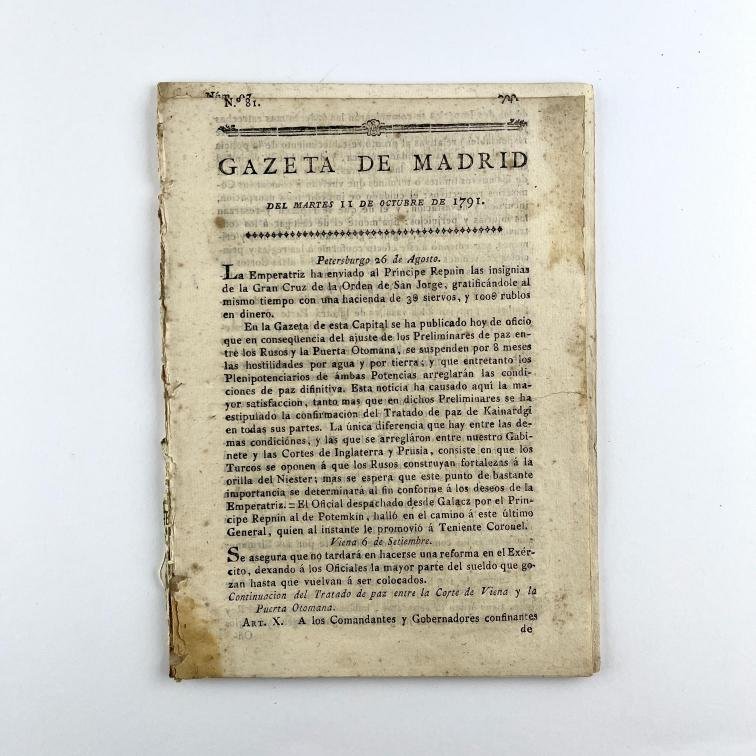 N.º 81.
GAZETA DE MADRID
DEL MARTES 11 DE OCTUBRE DE 1791.
Petersburgo 26 de Agosto.
La Emperatriz ha enviado al Principe Repnin las insignias
de la Gran Cruz de la Orden de San Jorge, gratificándole al
mismo tiempo con una hacienda de 3θ siervos, y 100θ rublos
en dinero.
En la Gazeta de esta Capital se ha publicado hoy de oficio
que en conseqüencia del ajuste de los Preliminares de paz en-
tre los Rusos y la Puerta Otomana, se suspenden por 8 meses
las hostilidades por agua y por tierra; y que entretanto los
Plenipotenciarios de ámbas Potencias arreglarán las condi-
ciones de paz difinitiva. Esta noticia ha causado aquí la ma-
yor satisfaccion, tanto mas que en dichos Preliminares se ha
estipulado la confirmacion del Tratado de paz de Kainardgi
en todas sus partes. La única diferencia que hay entre las de-
mas condiciónes, y las que se arregláron entre nuestro Gabi-
nete y las Cortes de Inglaterra y Prusia, consiste en que los
Turcos se oponen á que los Rusos construyan fortalezas á la
orilla del Niester; mas se espera que este punto de bastante
importancia se determinará al fin conforme á los deseos de la
Emperatriz. = El Oficial despachado desde Galacz por el Prin-
cipe Repnin al de Potemkin, halló en el camino á este último
General, quien al instante le promovió á Teniente Coronel.
Viena 6 de Setiembre.
Se asegura que no tardará en hacerse una reforma en el Exér-
cito, dexando á los Oficiales la mayor parte del sueldo que go-
zan hasta que vuelvan á ser colocados.
Continuacion del Tratado de paz entre la Corte de Viena y la
Puerta Otomana.
ART. X. A los Comandantes y Gobernadores confinantes
de